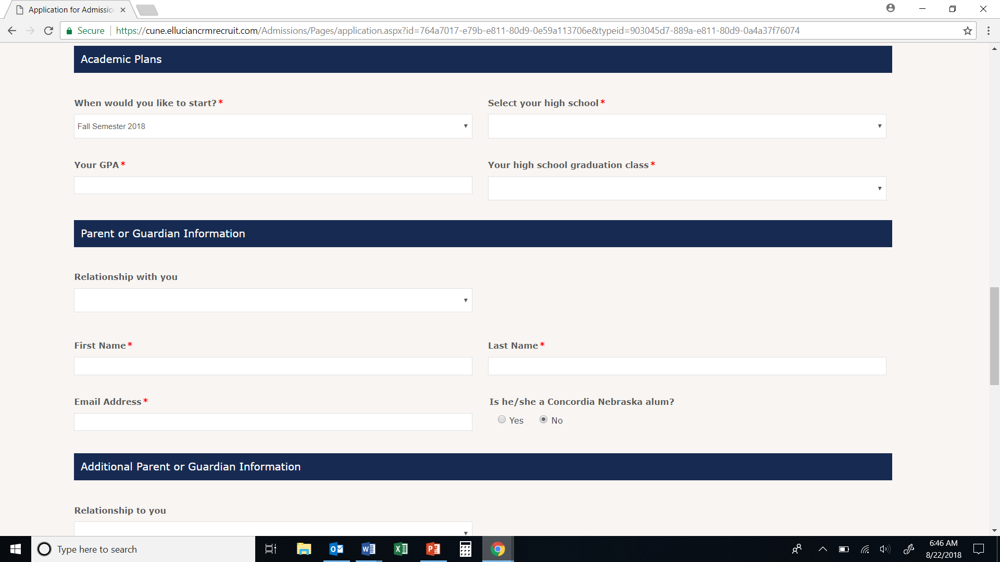 Application for Admissio
Secure
https://cune.elluciancrmrecruit.com/Admissions/Pages/application.aspx?id=764a7017-e79b-e811-80d9-0e59a113706e&typeid=903045d7-889a-e811-80d9-0a4a37f76074
Academic Plans
When would you like to start?*
Select your high school*
Fall Semester 2018
Your GPA*
Your high school graduation class*
Parent or Guardian Information
Relationship with you
First Name*
Last Name*
Email Address*
Is he/she a Concordia Nebraska alum?
Yes
No
Additional Parent or Guardian Information
Relationship to you
Type here to search
6:46 AM
8/22/2018